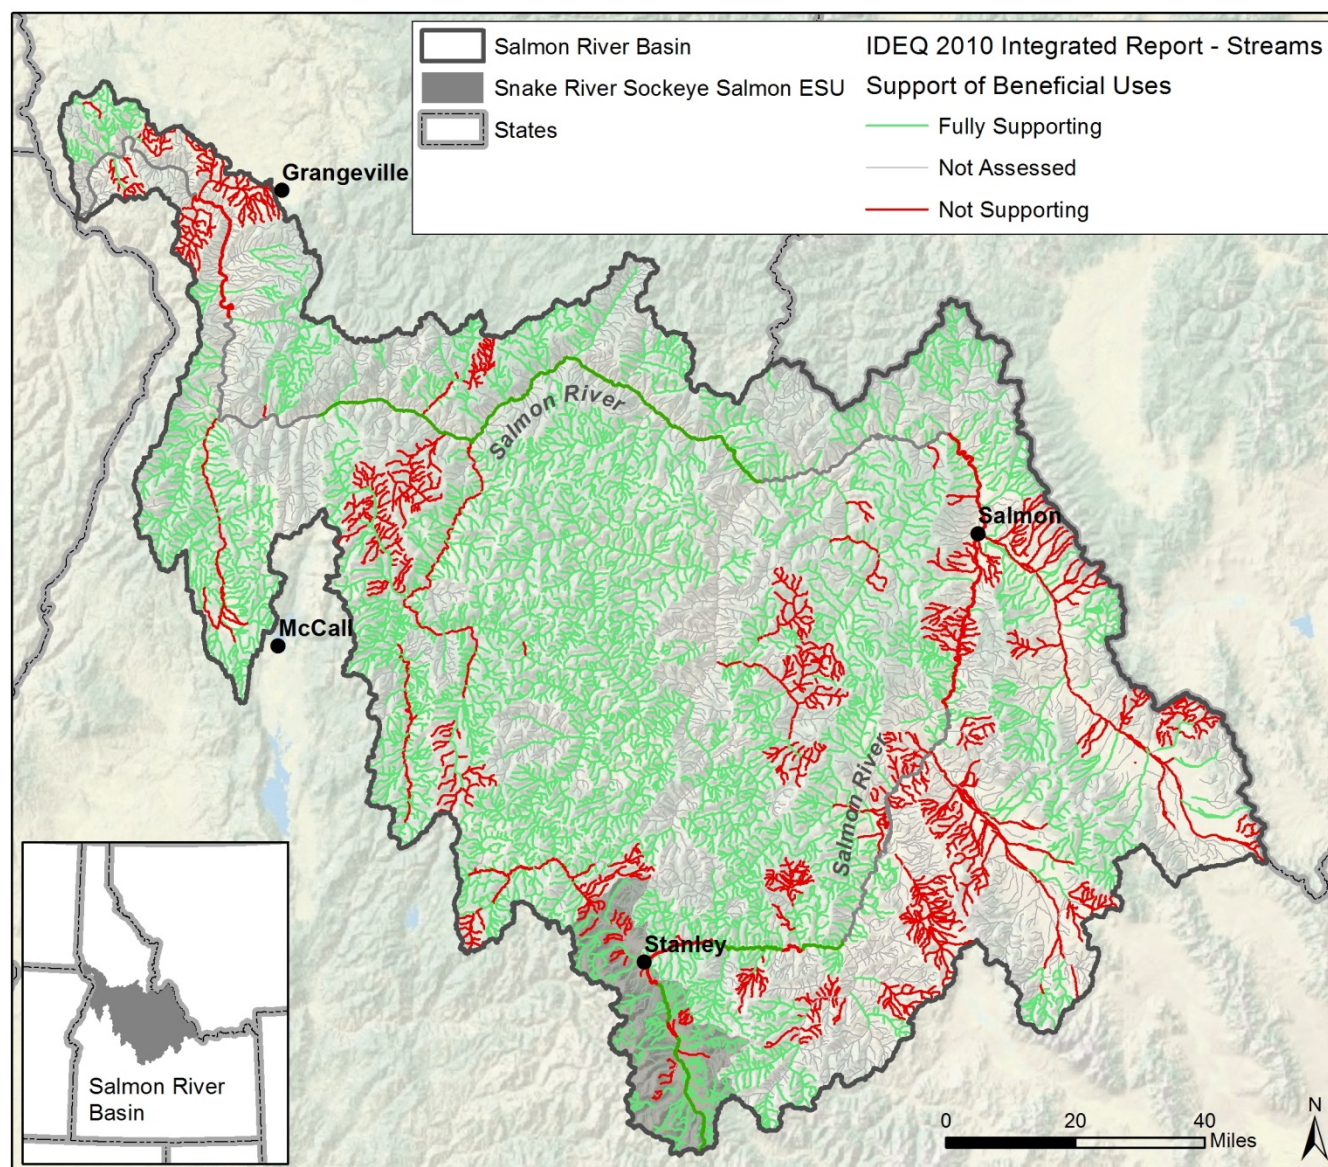 Salmon River Basin
Snake River Sockeye Salmon ESU
States
IDEQ 2010 Integrated Report - Streams
Support of Beneficial Uses
Fully Supporting
Not Assessed
Not Supporting
Grangeville
Salmon River
Salmon
McCall
Salmon River
Stanley
Salmon River
Basin
0 20 40
Miles
N